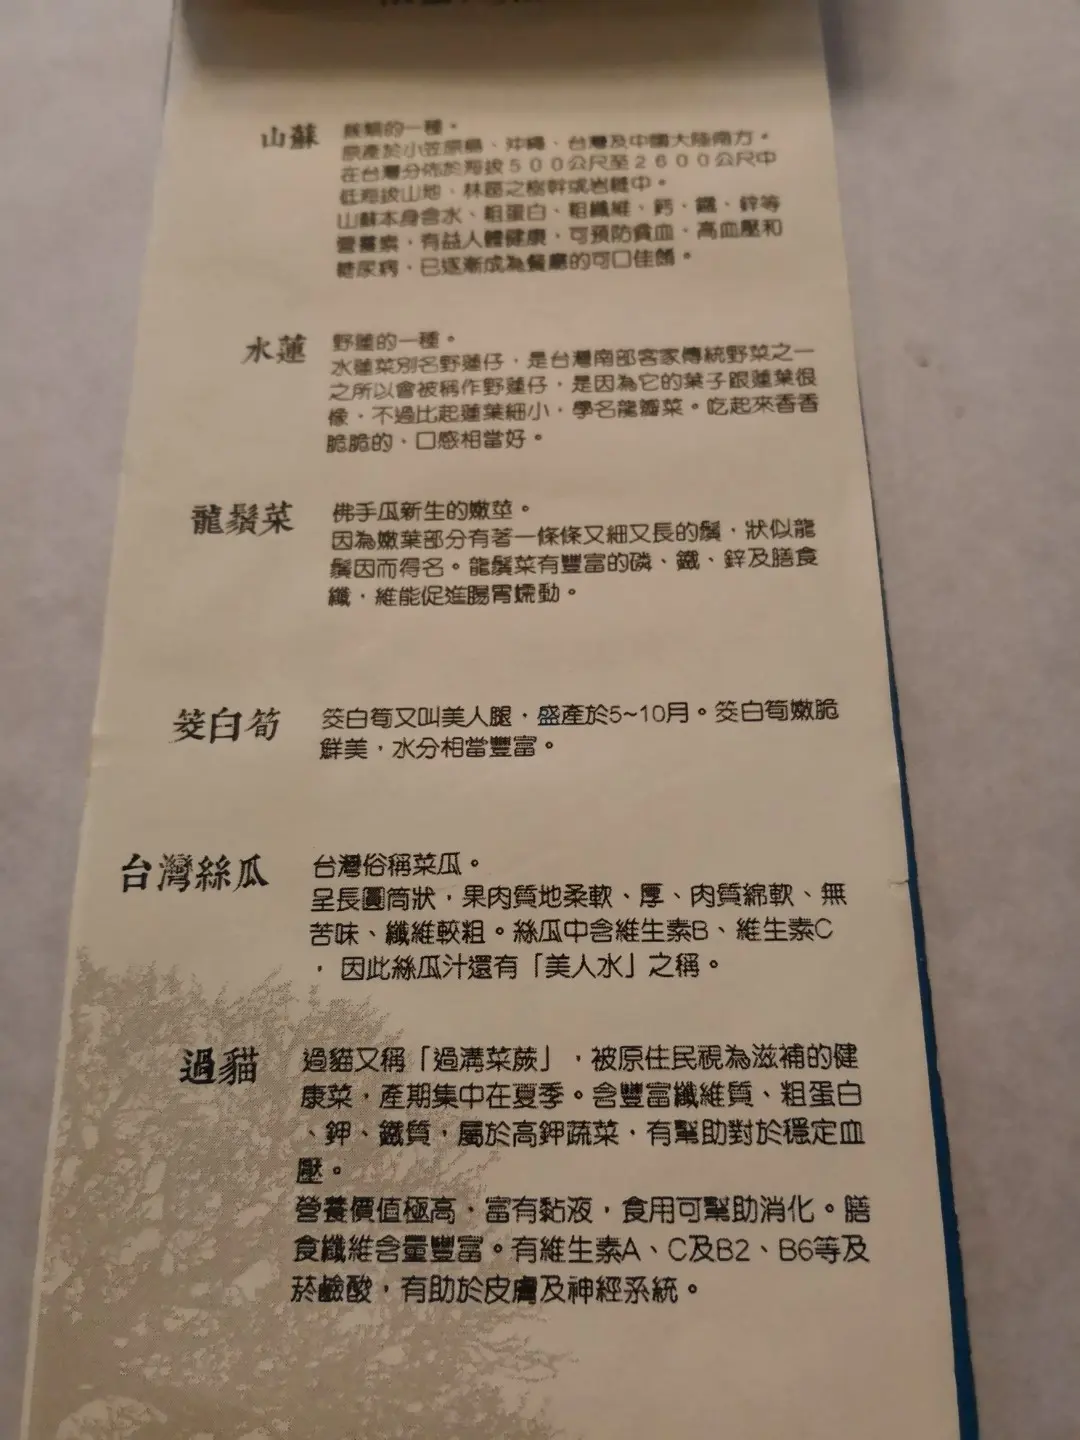 山蘇
蕨類的一種。
原產於小笠原島、沖繩、台灣及中國大陸南方。
在台灣分佈於海拔500公尺至2600公尺中
低海拔山地、林區之樹幹或岩縫中。
山蘇本身含水、粗蛋白、粗纖維、鈣、鐵、鋅等
營養素,有益人體健康,可預防貧血、高血壓和
糖尿病,已逐漸成為餐廳的可口佳餚。
水蓮
野蓮的一種。
水蓮菜別名野蓮仔,是台灣南部客家傳統野菜之一
之所以會被稱作野蓮仔,是因為它的葉子跟蓮葉很
像,不過比起蓮葉細小,學名龍瓣菜。吃起來香香
脆脆的、口感相當好。
龍鬚菜
佛手瓜新生的嫩莖。
因為嫩葉部分有著一條條又細又長的鬚,狀似龍
鬚因而得名。龍鬚菜有豐富的磷、鐵、鋅及膳食
纖,維能促進腸胃蠕動。
筊白筍
筊白筍又叫美人腿,盛產於5~10月。筊白筍嫩脆
鮮美,水分相當豐富。
台灣絲瓜
台灣俗稱菜瓜。
呈長圓筒狀,果肉質地柔軟、厚、肉質綿軟、無
苦味、纖維較粗。絲瓜中含維生素B、維生素C
,因此絲瓜汁還有「美人水」之稱。
過貓
過貓又稱「過溝菜蕨」,被原住民視為滋補的健
康菜,產期集中在夏季。含豐富纖維質、粗蛋白
、鉀、鐵質,屬於高鉀蔬菜,有幫助對於穩定血
壓。
營養價值極高,富有黏液,食用可幫助消化。膳
食纖維含量豐富。有維生素A、C及B2、B6等及
菸鹼酸,有助於皮膚及神經系統。